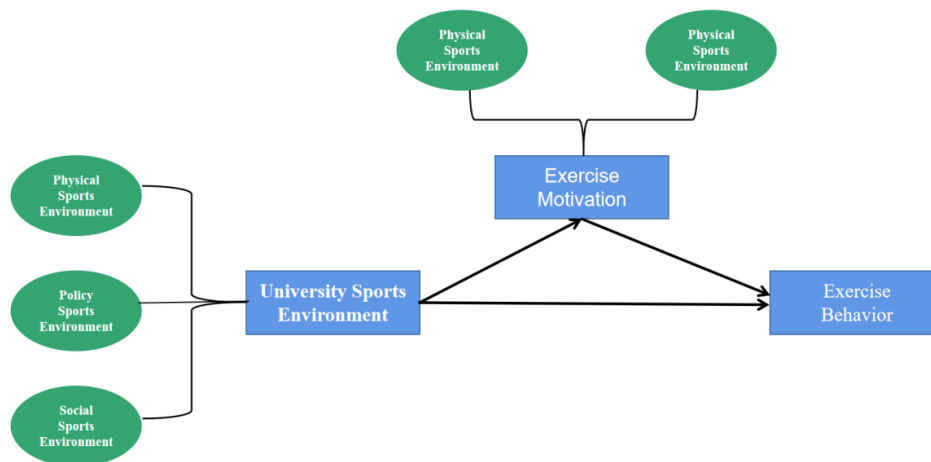 Physical
Sports
Environment
Physical
Sports
Environment
Exercise
Motivation
Physical
Sports
Environment
Policy
Sports
Environment
Social
Sports
Environment
University Sports
Environment
Exercise
Behavior